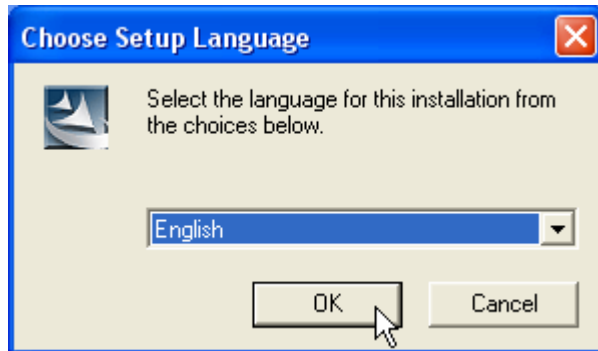 Choose Setup Language
Select the language for this installation from
the choices below.
English
OK
Cancel